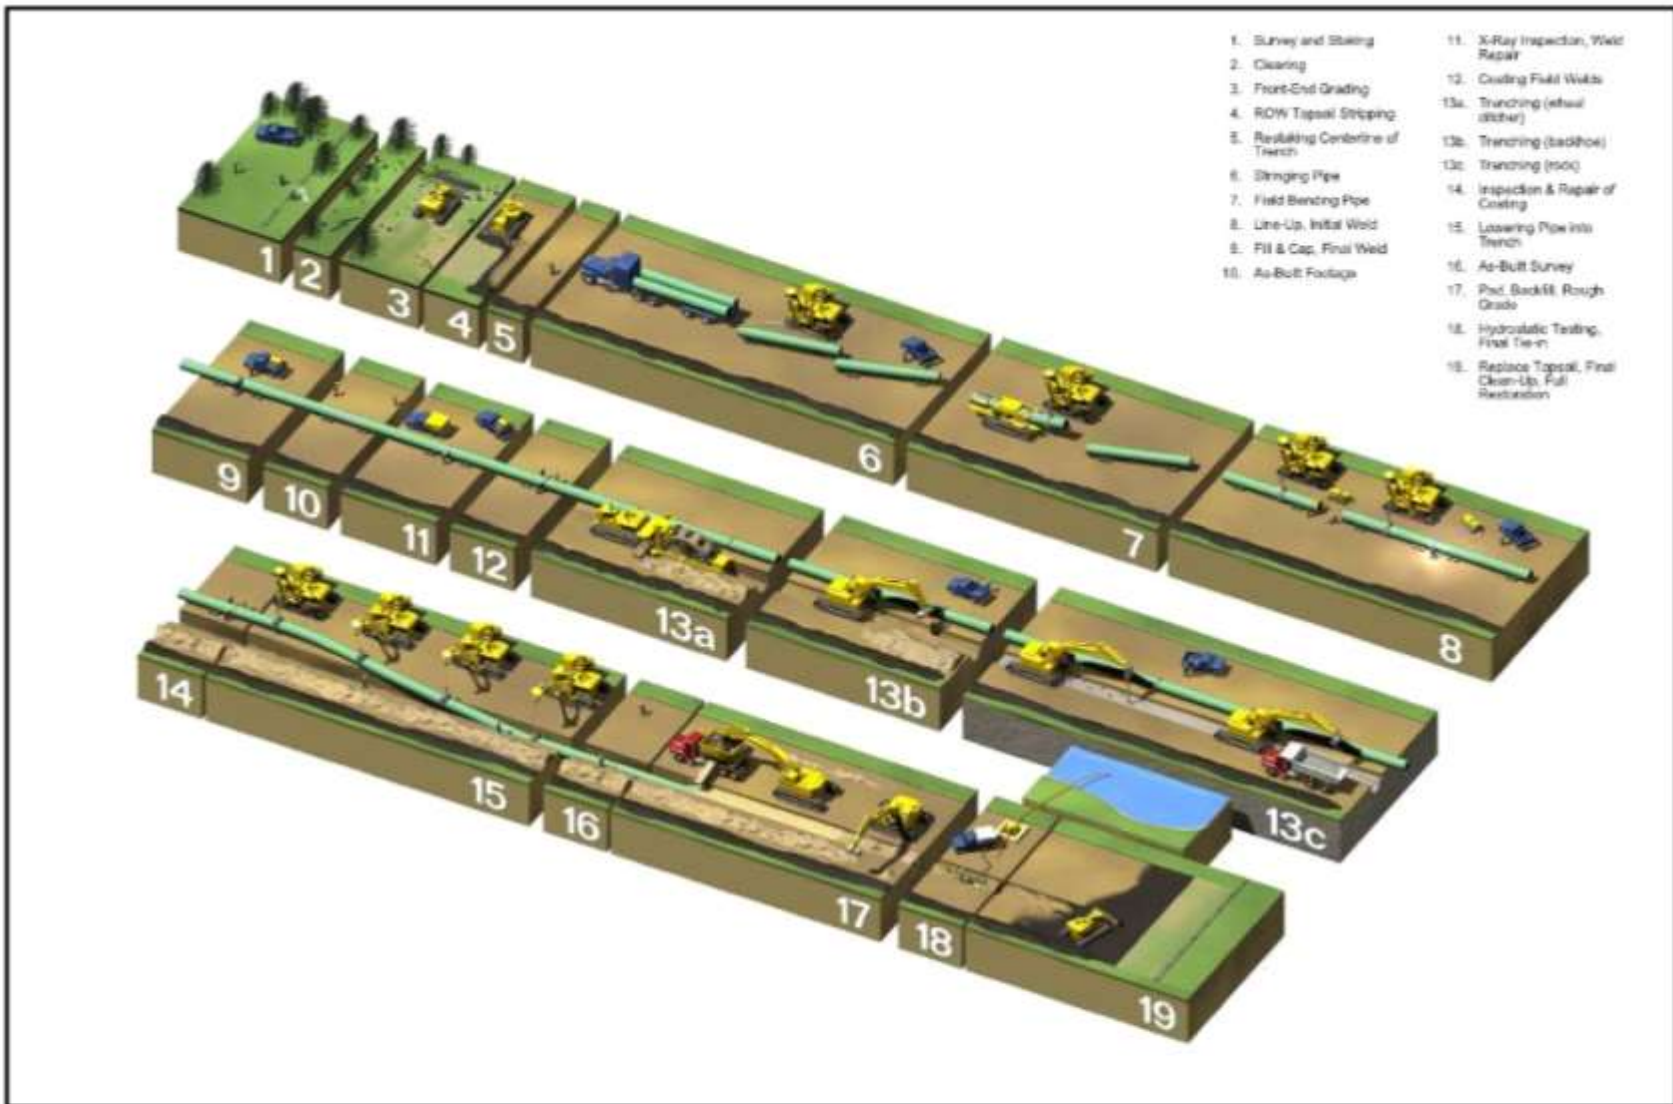 1. Survey and Staking
2. Clearing
3. Front-End Grading
4. ROW Topsoil Stripping
5. Restaking Centerline of
Trench
6. Stringing Pipe
7. Field Bending Pipe
8. Line-Up, Initial Weld
9. Fill & Cap, Final Weld
10. As-Built Footage
11. X-Ray Inspection, Weld
Repair
12. Coating Field Welds
13a. Trenching (wheel
ditcher)
13b. Trenching (backhoe)
13c. Trenching (rock)
14. Inspection & Repair of
Coating
15. Lowering Pipe into
Trench
16. As-Built Survey
17. Pad, Backfill, Rough
Grade
18. Hydrostatic Testing,
Final Tie-in
19. Replace Topsoil, Final
Clean-Up, Full
Restoration
1
2
3
4
5
6
7
8
9
10
11
12
13a
13b
13c
14
15
16
17
18
19